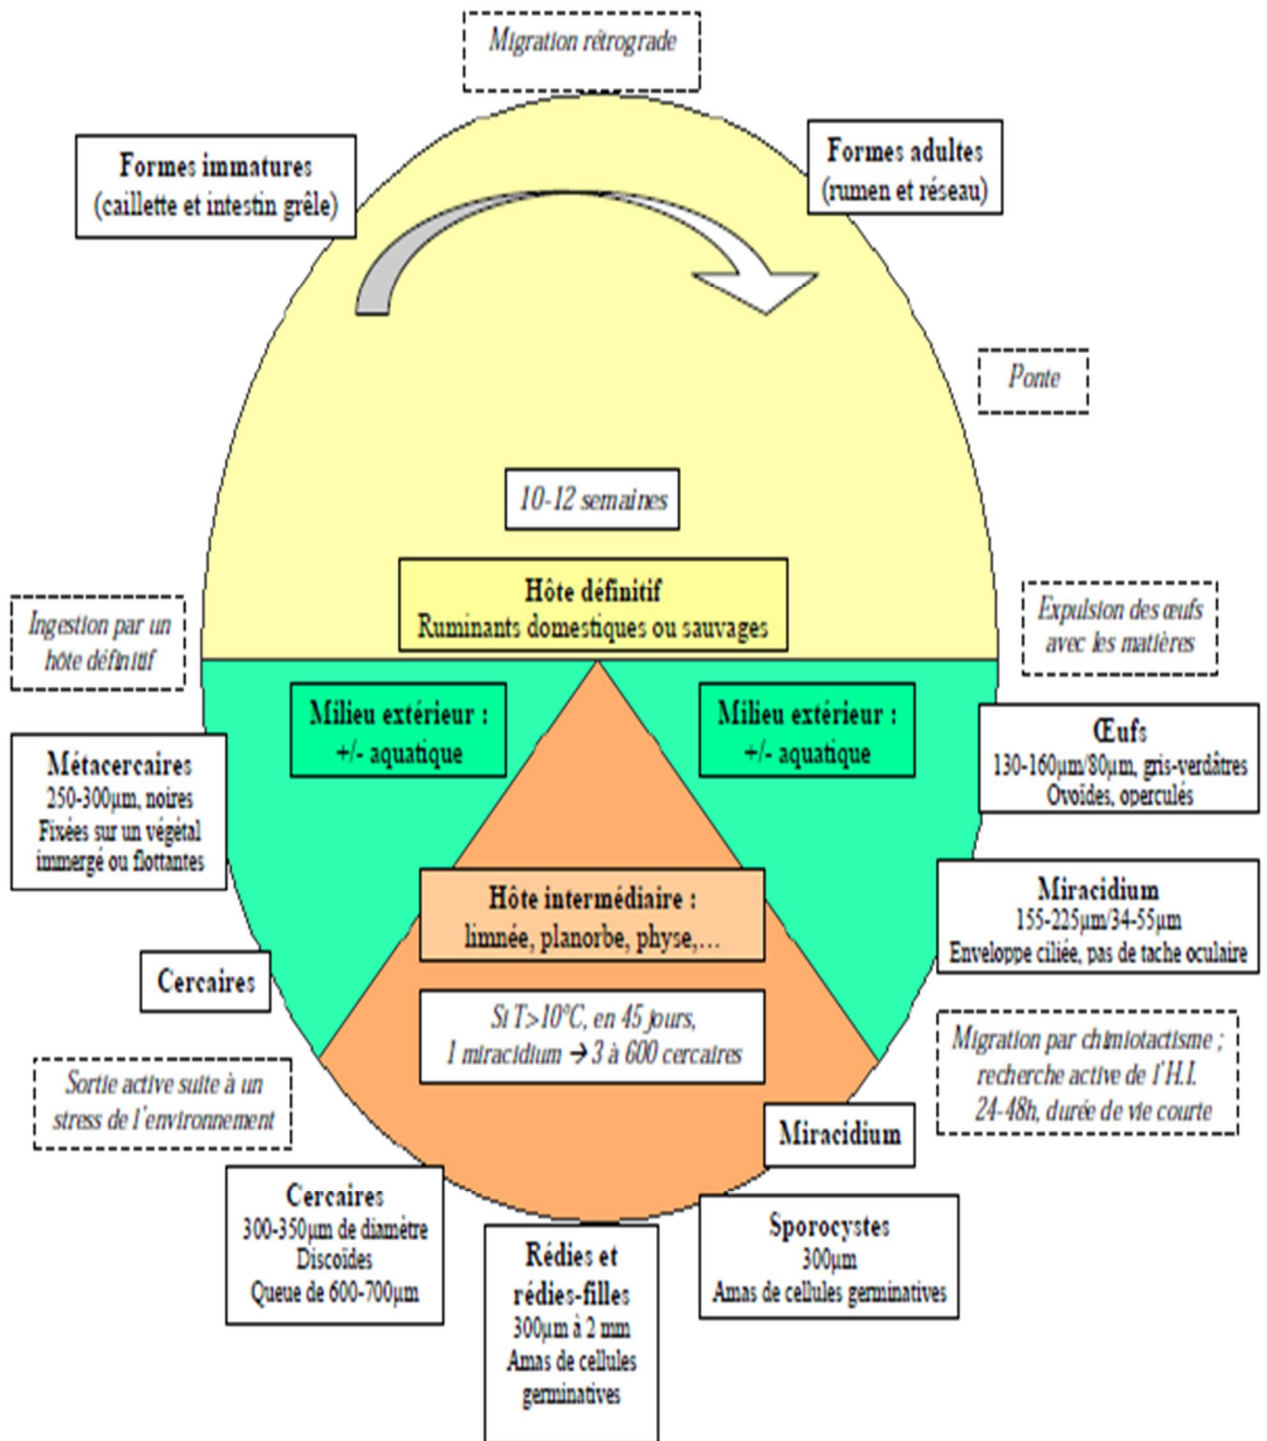 Migration rétrograde
Formes immatures
(caillette et intestin grêle)
Formes adultes
(rumen et réseau)
Ponte
10-12 semaines
Hôte définitif
Ruminants domestiques ou sauvages
Ingestion par un
hôte définitif
Expulsion des œufs
avec les matières
Milieu extérieur :
+/- aquatique
Milieu extérieur :
+/- aquatique
Œufs
130-160µm/80µm, gris-verdâtres
Ovoïdes, operculés
Métacercaires
250-300µm, noires
Fixées sur un végétal
immergé ou flottantes
Hôte intermédiaire :
limnée, planorbe, physe,...
Miracidium
155-225µm/34-55µm
Enveloppe ciliée, pas de tache oculaire
Cercaires
Si T>10°C, en 45 jours,
1 miracidium → 3 à 600 cercaires
Migration par chimiotactisme ;
recherche active de l'H.I.
24-48h, durée de vie courte
Sortie active suite à un
stress de l'environnement
Miracidium
Cercaires
300-350µm de diamètre
Discoïdes
Queue de 600-700µm
Sporocystes
300µm
Amas de cellules germinatives
Rédies et
rédies-filles
300µm à 2 mm
Amas de cellules
germinatives